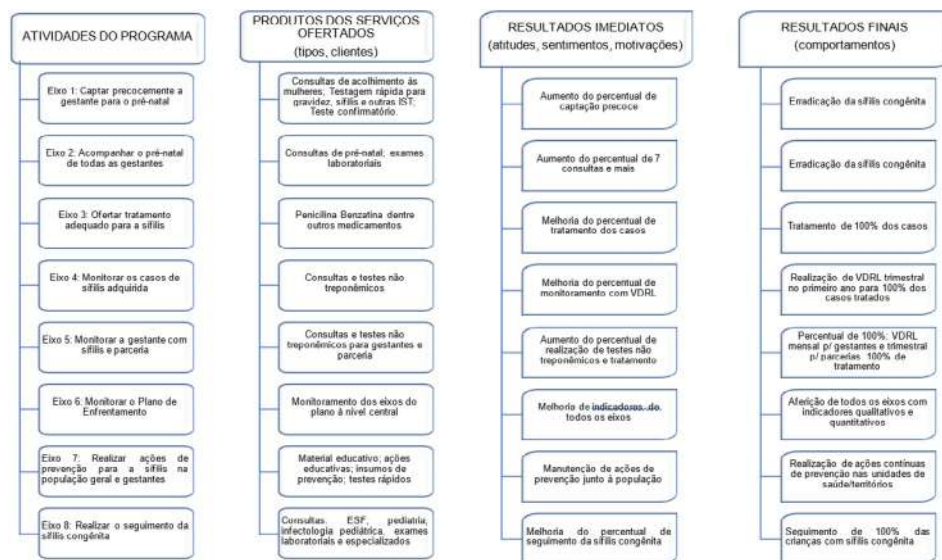 ATIVIDADES DO PROGRAMA
Eixo 1: Captar precocemente a
gestante para o pré-natal
Eixo 2: Acompanhar o pré-natal
de todas as gestantes
Eixo 3: Ofertar tratamento
adequado para a sífilis
Eixo 4: Monitorar os casos de
sífilis adquirida
Eixo 5: Monitorar a gestante com
sífilis e parceria
Eixo 6: Monitorar o Plano de
Enfrentamento
Eixo 7: Realizar ações de
prevenção para a sífilis na
população geral e gestantes
Eixo 8: Realizar o seguimento da
sífilis congênita
PRODUTOS DOS SERVIÇOS
OFERTADOS
(tipos, clientes)
Consultas de acolhimento às
mulheres; Testagem rápida para
gravidez, sífilis e outras IST;
Teste confirmatório.
Consultas de pré-natal; exames
laboratoriais
Penicilina Benzatina dentre
outros medicamentos
Consultas e testes não
treponêmicos
Consultas e testes não
treponêmicos para gestantes e
parceria
Monitoramento dos eixos do
plano à nível central
Material educativo; ações
educativas; insumos de
prevenção; testes rápidos
Consultas ESF, pediatria,
infectologia pediátrica, exames
laboratoriais e especializados
RESULTADOS IMEDIATOS
(atitudes, sentimentos, motivações)
Aumento do percentual de
captação precoce
Aumento do percentual de 7
consultas e mais
Melhoria do percentual de
tratamento dos casos
Melhoria do percentual de
monitoramento com VDRL
Aumento do percentual de
realização de testes não
treponêmicos e tratamento
Melhoria de indicadores de
todos os eixos
Manutenção de ações de
prevenção junto à população
Melhoria do percentual de
seguimento da sífilis congênita
RESULTADOS FINAIS
(comportamentos)
Erradicação da sífilis congênita
Erradicação da sífilis congênita
Tratamento de 100% dos casos
Realização de VDRL trimestral
no primeiro ano para 100% dos
casos tratados
Percentual de 100%: VDRL
mensal p/ gestantes e trimestral
p/ parcerias. 100% de
tratamento
Aferição de todos os eixos com
indicadores qualitativos e
quantitativos
Realização de ações contínuas
de prevenção nas unidades de
saúde/territórios
Seguimento de 100% das
crianças com sífilis congênita